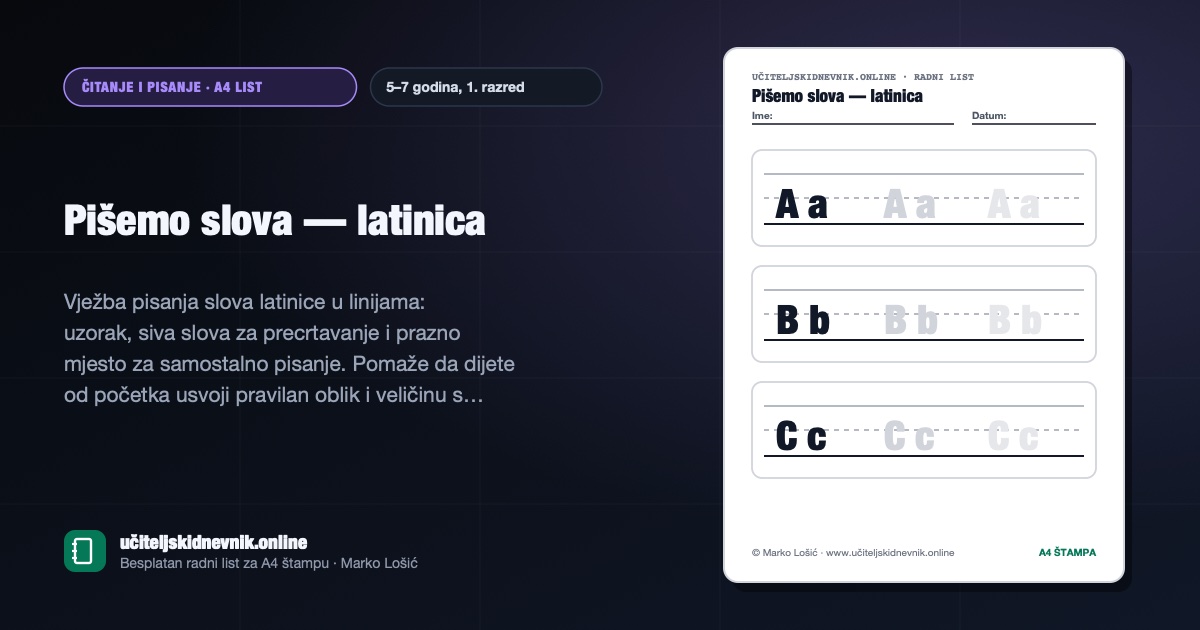 ČITANJE I PISANJE · A4 LIST
5–7 godina, 1. razred
Pišemo slova — latinica
Vježba pisanja slova latinice u linijama:
uzorak, siva slova za precrtavanje i prazno
mjesto za samostalno pisanje. Pomaže da dijete
od početka usvoji pravilan oblik i veličinu s…
učiteljskidnevnik.online
Besplatan radni list za A4 štampu · Marko Lošić
UČITELJSKIDNEVNIK.ONLINE · RADNI LIST
Pišemo slova — latinica
Ime: Datum:
A a A a A a
B b B b B b
C c C c C c
© Marko Lošić · www.učiteljskidnevnik.online A4 ŠTAMPA